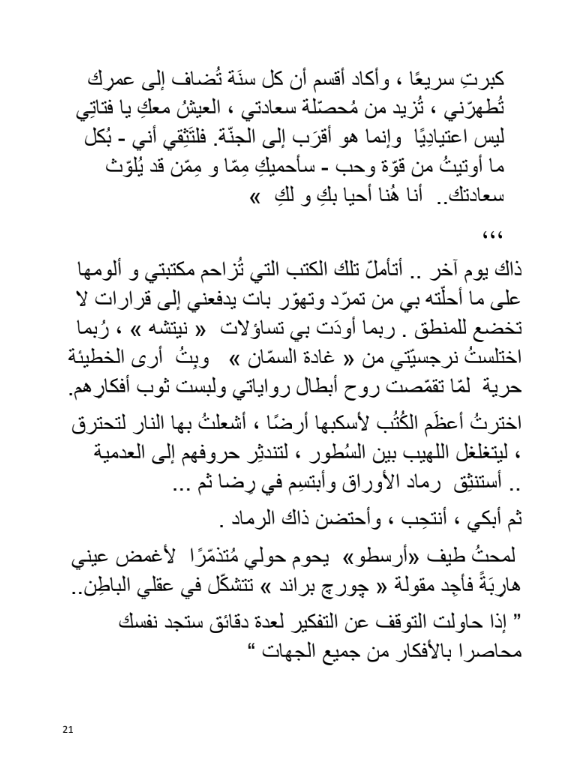 كبرتِ سريعًا ، وأكاد أقسم أن كل سنَة تُضاف إلى عمرِك
تُطهرّني ، تُزيد من مُحصّلة سعادتي ، العيشُ معكِ يا فتاتِي
ليس اعتيادِيًا وإنما هو أقرَب إلى الجنّة. فلتَثِقي أني - بُكل
ما أوتيتُ من قوّة وحب - سأحميكِ مِمّا و مِمّن قد يُلوّث
سعادتك.. أنا هُنا أحيا بكِ و لكِ »
،،،
ذاك يوم آخر .. أتأملّ تلك الكتب التي تُزاحم مكتبتي و ألومها
على ما أحلّته بي من تمرّد وتهوّر بات يدفعني إلى قرارات لا
تخضع للمنطق . ربما أودَت بي تساؤلات « نيتشه » ، رُبما
اختلستُ نرجسيّتي من « غادة السمّان » وبِتُ أرى الخطيئة
حرية لمّا تقمّصت روح أبطال رواياتي ولبست ثوب أفكارِهم.
اخترتُ أعظَم الكُتُب لأسكبها أرضًا ، أشعلتُ بها النار لتحترق
، ليتغلغل اللهيب بين السُطور ، لتندثِر حروفهم إلى العدمية
.. أستنثِق رماد الأوراق وأبتسِم في رِضا ثم ...
ثم أبكي ، أنتحِب ، وأحتضن ذاك الرماد .
لمحتُ طيف «أرسطو» يحوم حولي مُتذمّرًا لأغمض عيني
هاربَةً فأجِد مقولة « چورچ براند » تتشكّل في عقلي الباطِن..
” إذا حاولت التوقف عن التفكير لعدة دقائق ستجد نفسك
محاصرا بالأفكار من جميع الجهات “
21